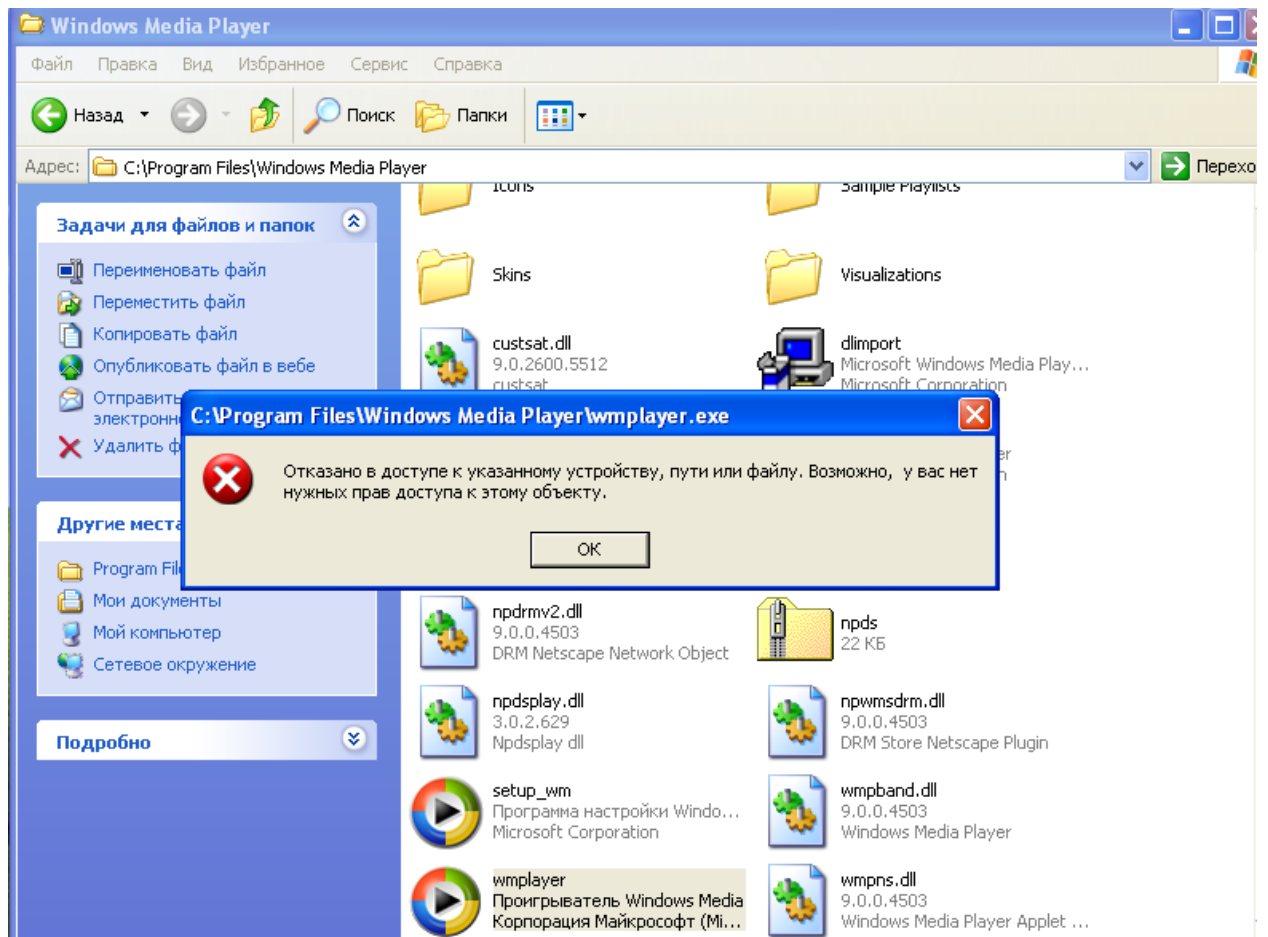 Windows Media Player
Файл Правка Вид Избранное Сервис Справка
Назад Поиск Папки
Адрес: C:\Program Files\Windows Media Player
Icons
Sample Playlists
Задачи для файлов и папок
Переименовать файл
Переместить файл
Копировать файл
Опубликовать файл в вебе
Отправить
Удалить
Другие места
Program
Мои документы
Мой компьютер
Сетевое окружение
Подробно
Skins
Visualizations
custsat.dll
9.0.2600.5512
custsat
dlimport
Microsoft Windows Media Play...
Microsoft Corporation
C:\Program Files\Windows Media Player\wmplayer.exe
Отказано в доступе к указанному устройству, пути или файлу. Возможно, у вас нет
нужных прав доступа к этому объекту.
ОК
npdrmv2.dll
9.0.0.4503
DRM Netscape Network Object
npds
22 КБ
npdsplay.dll
3.0.2.629
Npdsplay dll
npwmsdrm.dll
9.0.0.4503
DRM Store Netscape Plugin
setup_wm
Программа настройки Windo...
Microsoft Corporation
wmpband.dll
9.0.0.4503
Windows Media Player
wmplayer
Проигрыватель Windows Media
Корпорация Майкрософт (Mi...
wmpns.dll
9.0.0.4503
Windows Media Player Applet ...